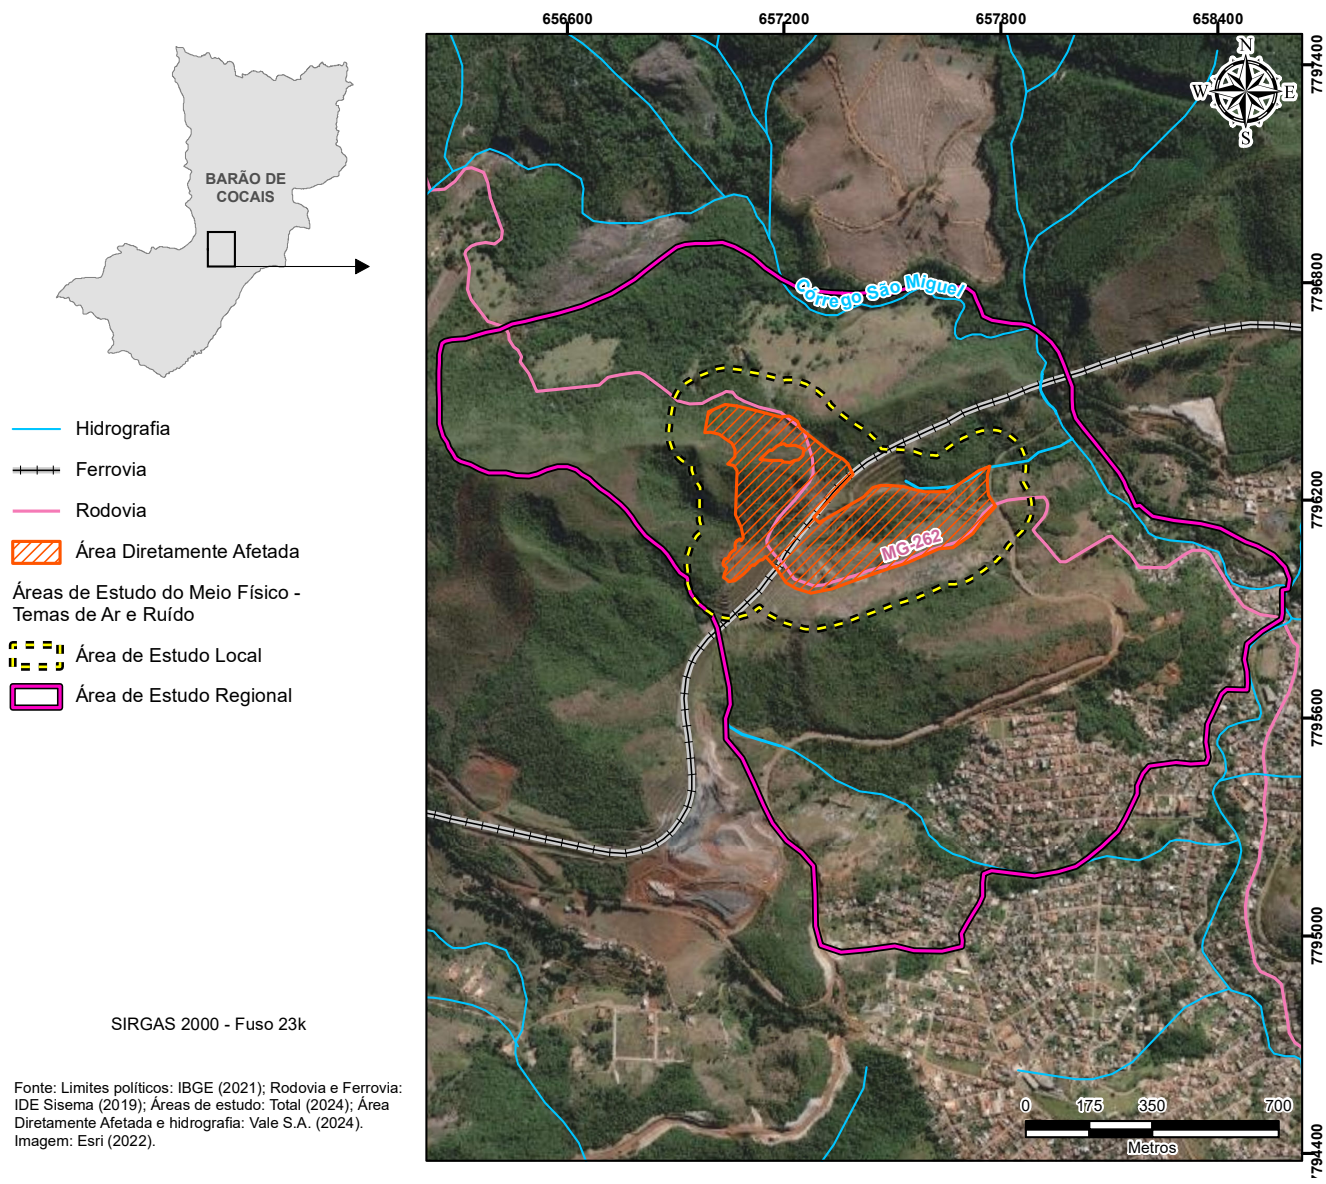 656600
657200
657800
658400
7797400
7796800
7796200
7795600
7795000
7794400
N
W
E
S
BARÃO DE
COCAIS
Córrego São Miguel
MG-262
Hidrografia
Ferrovia
Rodovia
Área Diretamente Afetada
Áreas de Estudo do Meio Físico -
Temas de Ar e Ruído
Área de Estudo Local
Área de Estudo Regional
SIRGAS 2000 - Fuso 23k
Fonte: Limites políticos: IBGE (2021); Rodovia e Ferrovia:
IDE Sisema (2019); Áreas de estudo: Total (2024); Área
Diretamente Afetada e hidrografia: Vale S.A. (2024).
Imagem: Esri (2022).
0 175 350 700
Metros